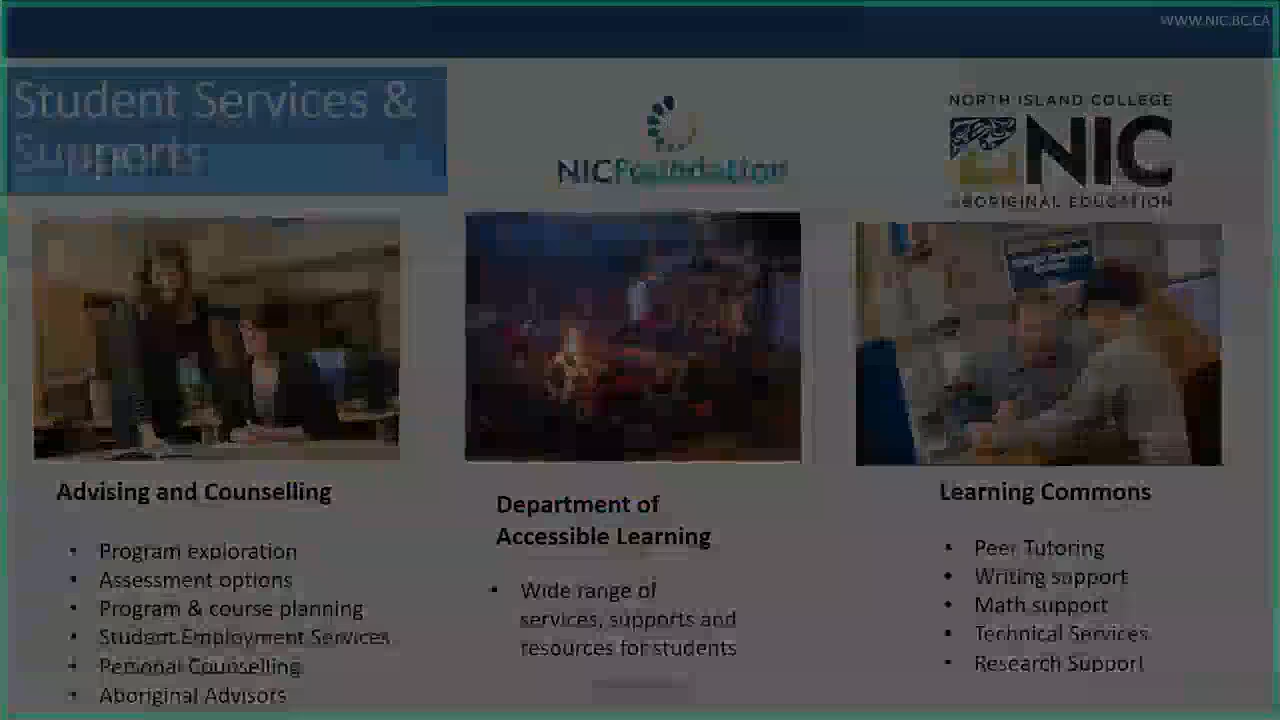 WWW.NIC.BC.CA
Student Services &
Supports
NICFoundation
NORTH ISLAND COLLEGE
NIC
ABORIGINAL EDUCATION
Advising and Counselling
• Program exploration
• Assessment options
• Program & course planning
• Student Employment Services
• Personal Counselling
• Aboriginal Advisors
Department of
Accessible Learning
• Wide range of
services, supports and
resources for students
Learning Commons
• Peer Tutoring
• Writing support
• Math support
• Technical Services
• Research Support